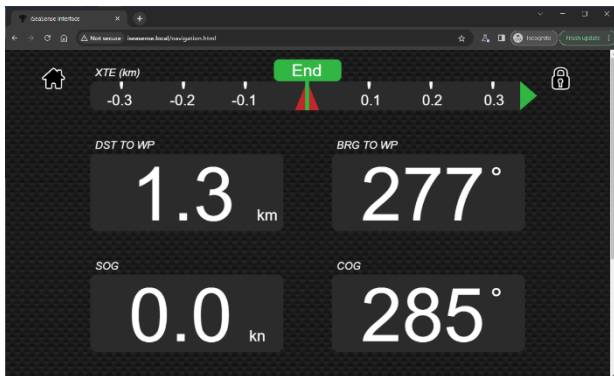 iSeaSense Interface
Not secure iseasense.local/navigation.html
Incognito
Finish update
XTE (km)
End
-0.3 -0.2 -0.1 0.1 0.2 0.3
DST TO WP
BRG TO WP
1.3 km
277°
SOG
COG
0.0 kn
285°